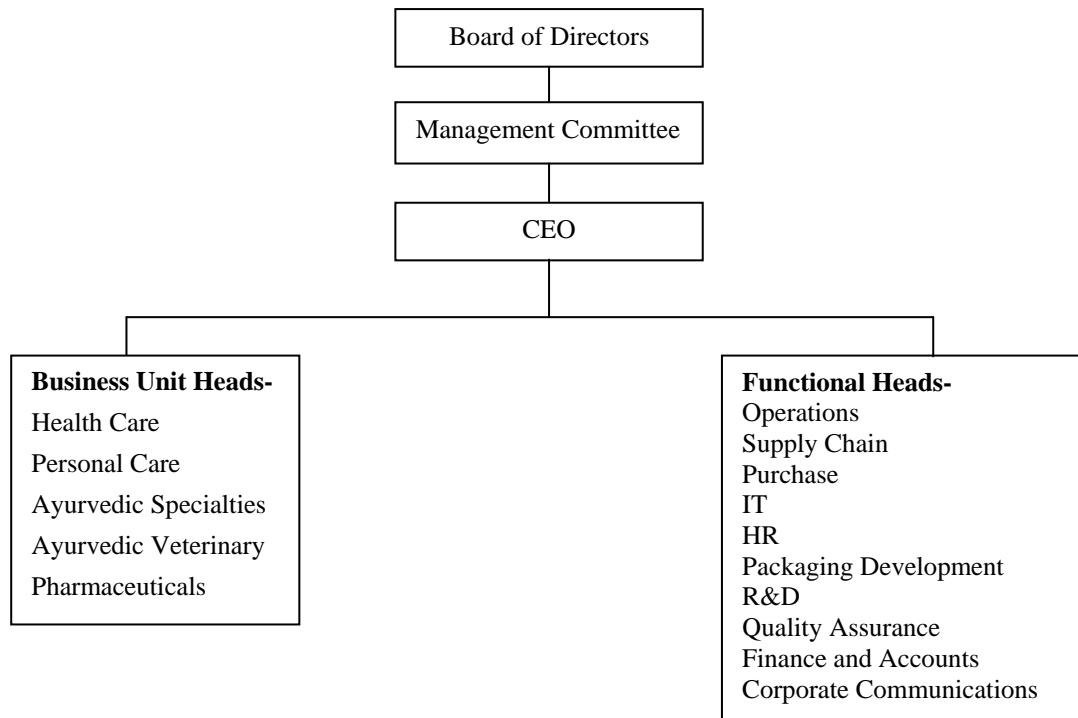 Board of Directors
Management Committee
CEO
Business Unit Heads-
Health Care
Personal Care
Ayurvedic Specialties
Ayurvedic Veterinary
Pharmaceuticals
Functional Heads-
Operations
Supply Chain
Purchase
IT
HR
Packaging Development
R&D
Quality Assurance
Finance and Accounts
Corporate Communications